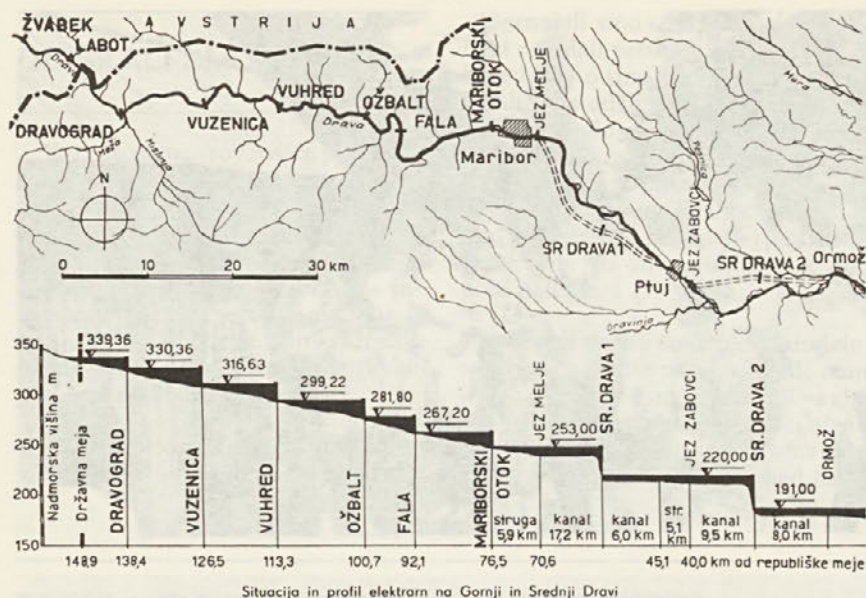 AVSTRIJA
ŽVABEK
LABOT
Drava
DRAVOGRAD
Meža
Mislinja
VUZENICA
VUHRED
OŽBALT
Drava
FALA
MARIBORSKI
OTOK
JEZ MELJE
Maribor
Mura
N
0 10 20 30 km
SR DRAVA 1
JEZ ZABOVCI
Ptuj
SR DRAVA 2
Ormož
Dravinja
350
300
250
200
150
Nadmorska višina m
Državna meja
339,36
330,36
316,63
299,22
281,80
267,20
253,00
220,00
191,00
DRAVOGRAD
VUZENICA
VUHRED
OŽBALT
FALA
MARIBORSKI
OTOK
JEZ MELJE
SR. DRAVA 1
JEZ ZABOVCI
SR. DRAVA 2
ORMOŽ
struga
5,9 km
kanal
17,2 km
kanal
6,0 km
str.
5,1
km
kanal
9,5 km
kanal
8,0 km
148,9 138,4 126,5 113,3 100,7 92,1 76,5 70,6 45,1 40,0 km od republiške meje
Situacija in profil elektrarn na Gornji in Srednji Dravi